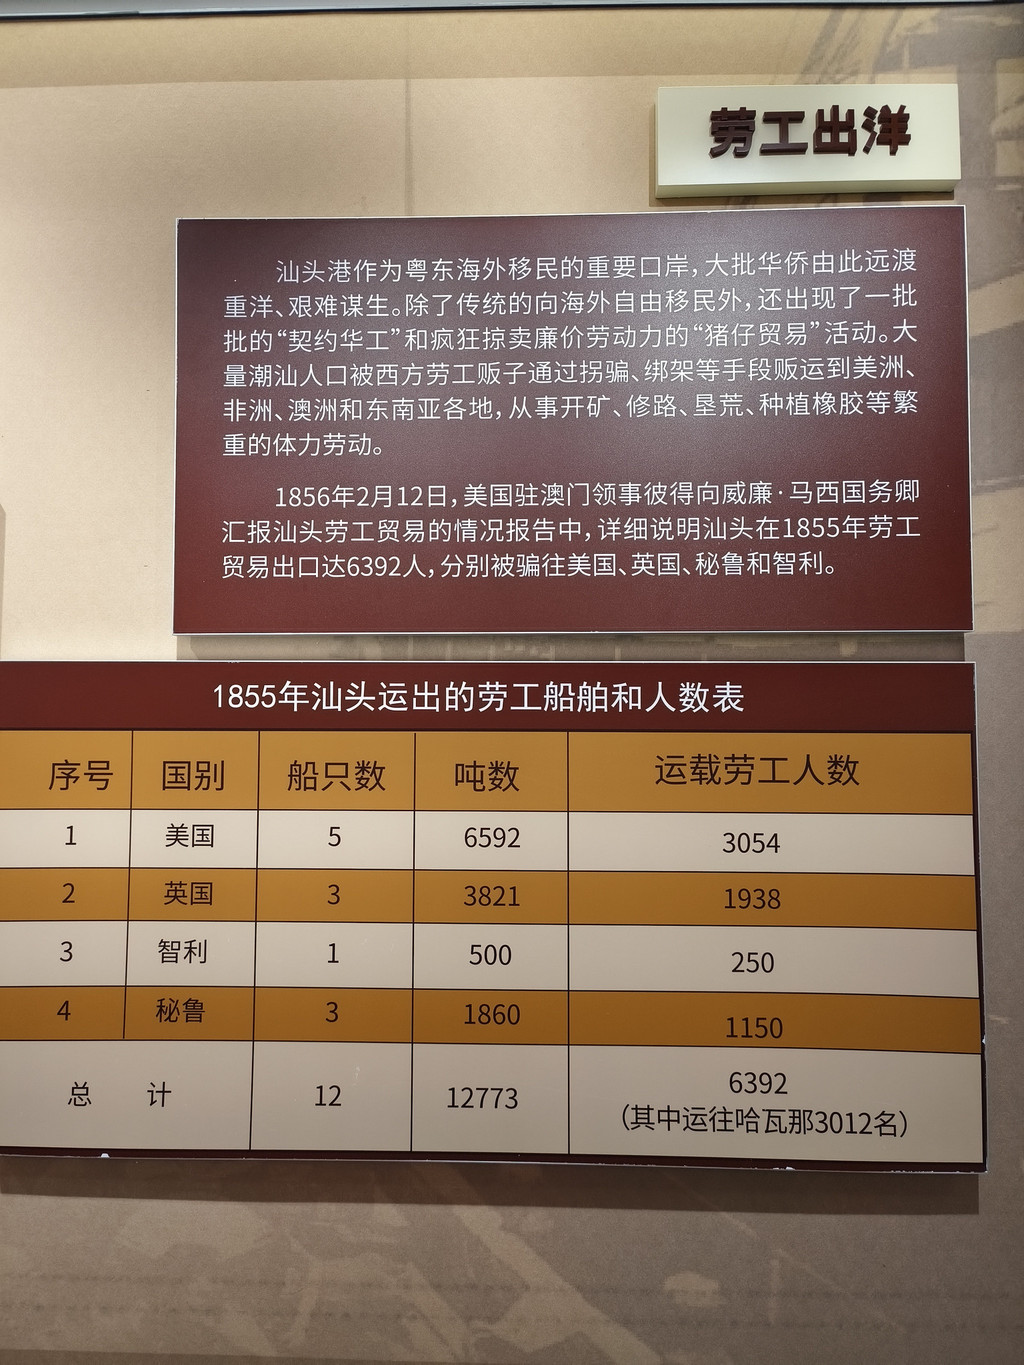 劳工出洋
汕头港作为粤东海外移民的重要口岸,大批华侨由此远渡
重洋、艰难谋生。除了传统的向海外自由移民外,还出现了一批
批的“契约华工”和疯狂掠卖廉价劳动力的“猪仔贸易”活动。大
量潮汕人口被西方劳工贩子通过拐骗、绑架等手段贩运到美洲、
非洲、澳洲和东南亚各地,从事开矿、修路、垦荒、种植橡胶等繁
重的体力劳动。
1856年2月12日,美国驻澳门领事彼得向威廉·马西国务卿
汇报汕头劳工贸易的情况报告中,详细说明汕头在1855年劳工
贸易出口达6392人,分别被骗往美国、英国、秘鲁和智利。
1855年汕头运出的劳工船舶和人数表
序号 国别 船只数 吨数 运载劳工人数
1 美国 5 6592 3054
2 英国 3 3821 1938
3 智利 1 500 250
4 秘鲁 3 1860 1150
总 计 12 12773 6392
（其中运往哈瓦那3012名）